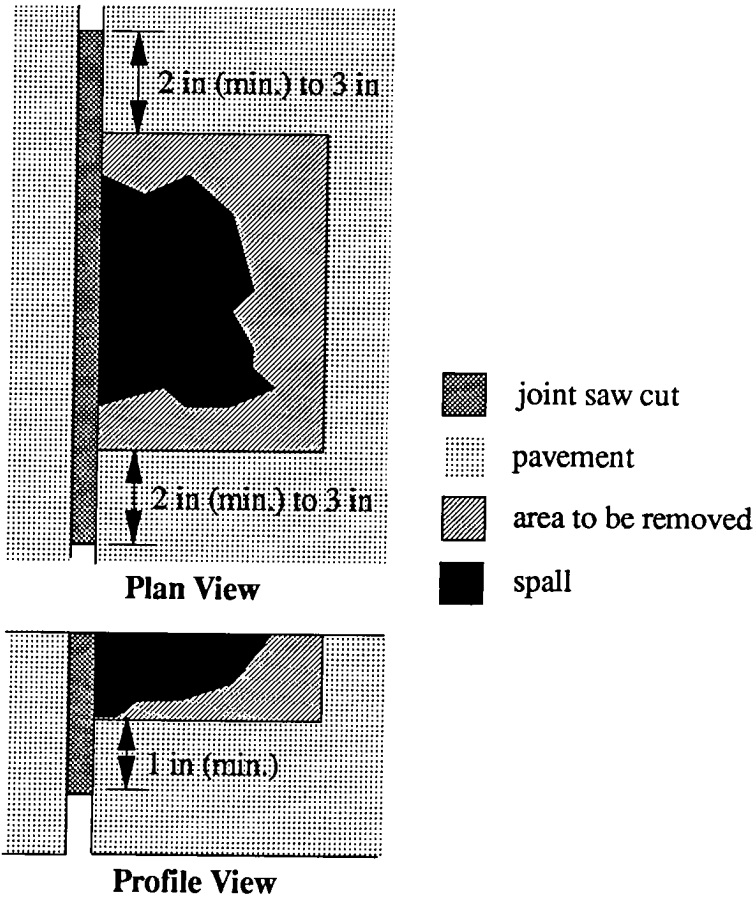 2 in (min.) to 3 in
2 in (min.) to 3 in
Plan View
joint saw cut
pavement
area to be removed
spall
1 in (min.)
Profile View